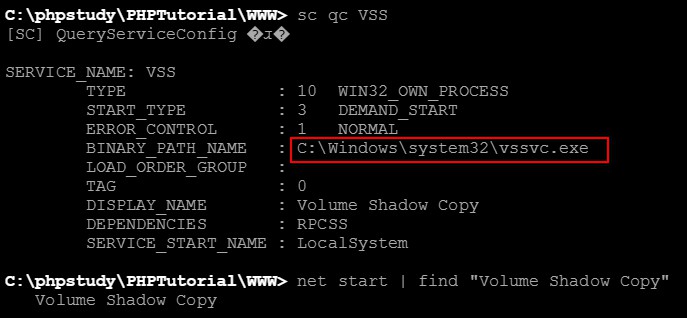 C:\phpstudy\PHPTutorial\WWW> sc qc VSS
[SC] QueryServiceConfig �ɹ�
SERVICE_NAME: VSS
TYPE : 10 WIN32_OWN_PROCESS
START_TYPE : 3 DEMAND_START
ERROR_CONTROL : 1 NORMAL
BINARY_PATH_NAME : C:\Windows\system32\vssvc.exe
LOAD_ORDER_GROUP :
TAG : 0
DISPLAY_NAME : Volume Shadow Copy
DEPENDENCIES : RPCSS
SERVICE_START_NAME : LocalSystem
C:\phpstudy\PHPTutorial\WWW> net start | find "Volume Shadow Copy"
Volume Shadow Copy